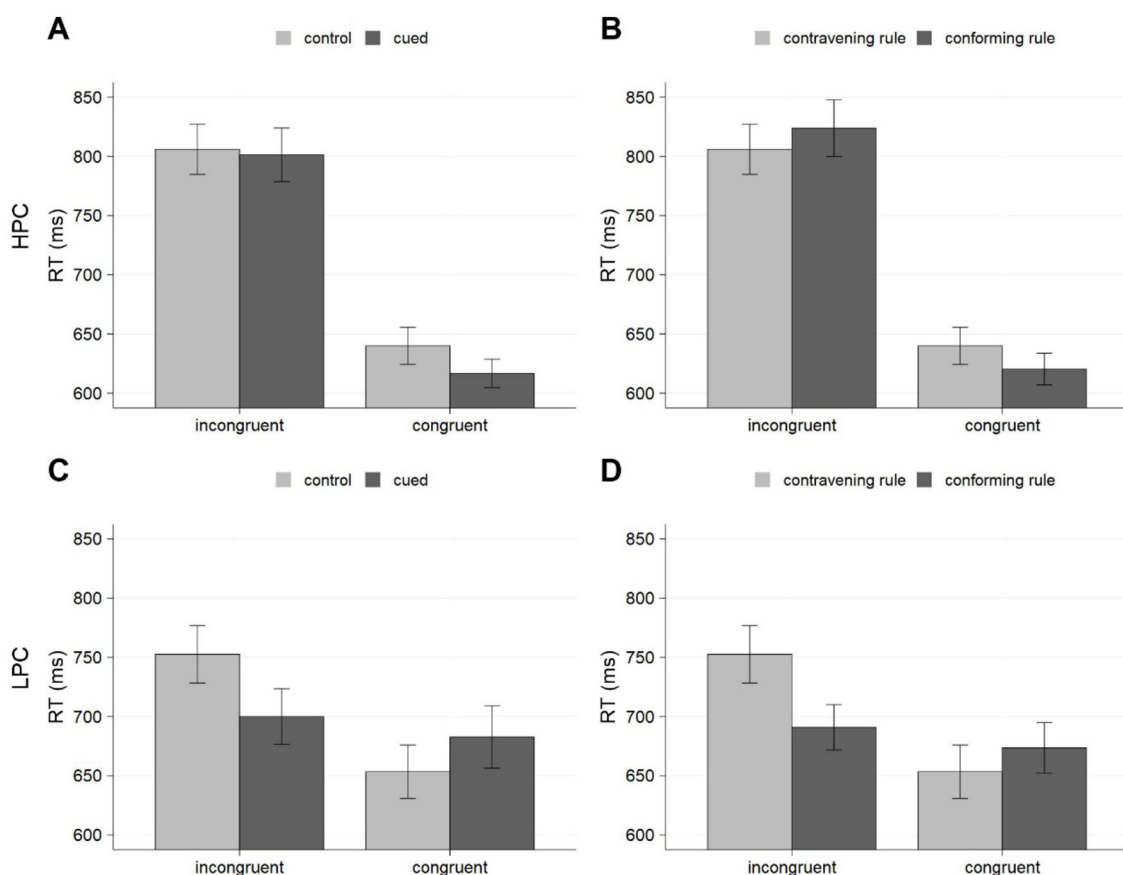 A
control cued
850
800
750
700
650
600
RT (ms)
HPC
incongruent congruent
B
contravening rule conforming rule
850
800
750
700
650
600
RT (ms)
incongruent congruent
C
control cued
850
800
750
700
650
600
RT (ms)
LPC
incongruent congruent
D
contravening rule conforming rule
850
800
750
700
650
600
RT (ms)
incongruent congruent